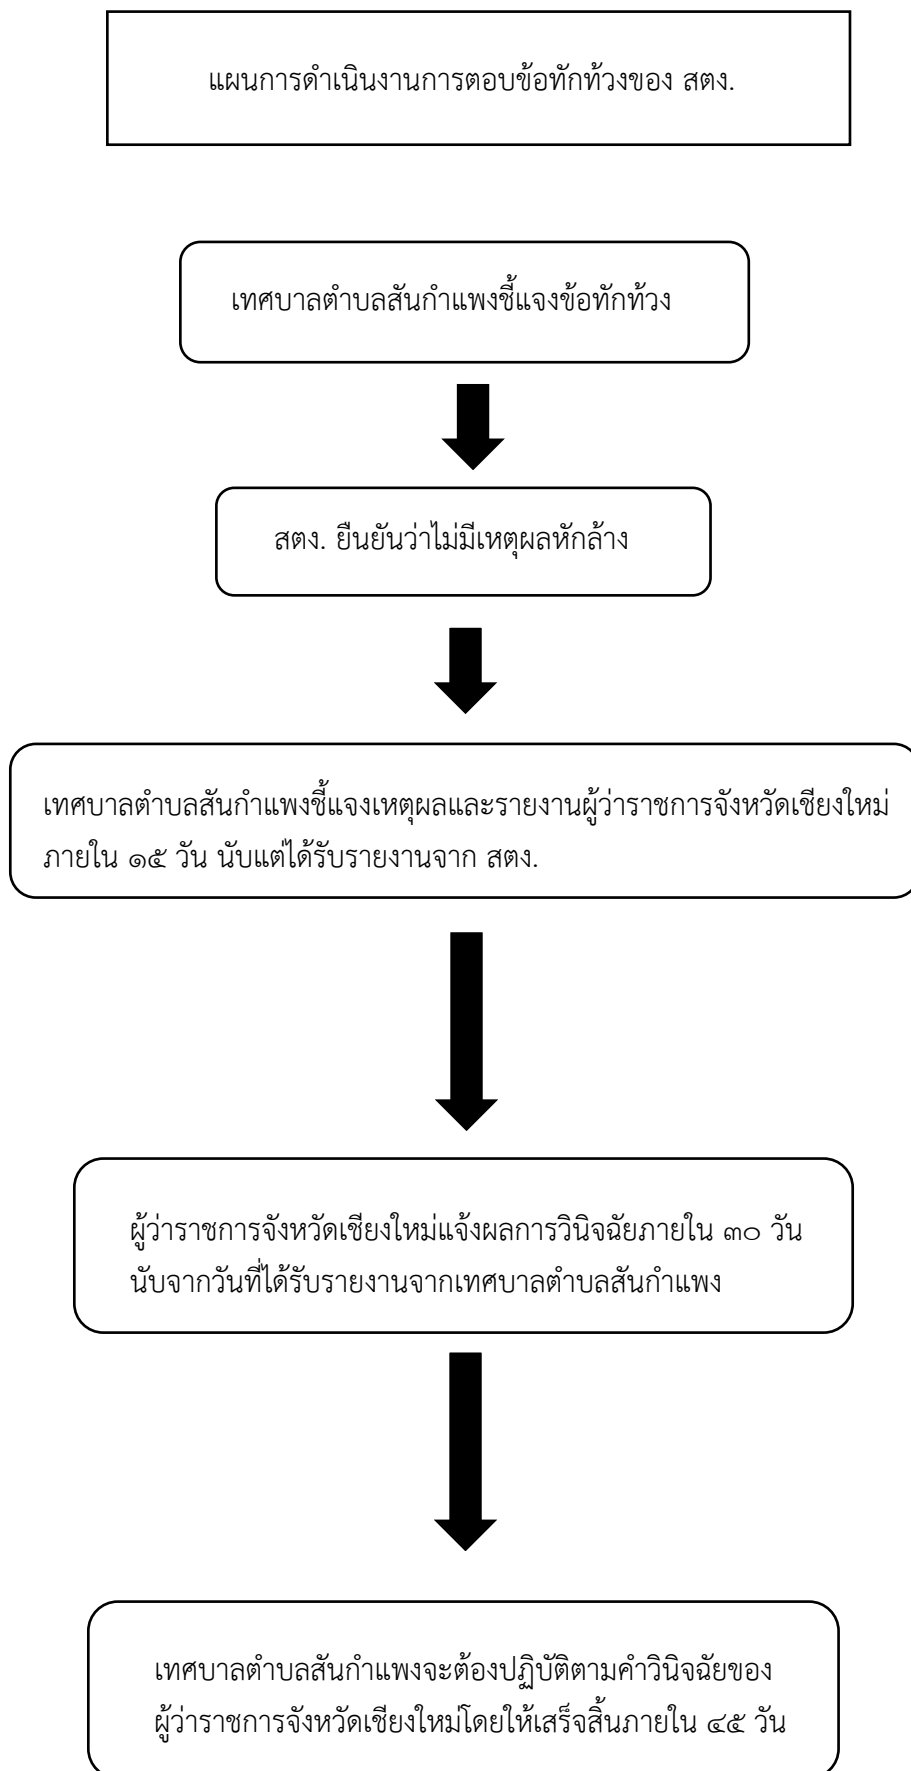 แผนการดำเนินงานการตอบข้อทักท้วงของ สตง.
เทศบาลตำบลสันกำแพงชี้แจงข้อทักท้วง
สตง. ยืนยันว่าไม่มีเหตุผลหักล้าง
เทศบาลตำบลสันกำแพงชี้แจงเหตุผลและรายงานผู้ว่าราชการจังหวัดเชียงใหม่
ภายใน ๑๕ วัน นับแต่ได้รับรายงานจาก สตง.
ผู้ว่าราชการจังหวัดเชียงใหม่แจ้งผลการวินิจฉัยภายใน ๓๐ วัน
นับจากวันที่ได้รับรายงานจากเทศบาลตำบลสันกำแพง
เทศบาลตำบลสันกำแพงจะต้องปฏิบัติตามคำวินิจฉัยของ
ผู้ว่าราชการจังหวัดเชียงใหม่โดยให้เสร็จสิ้นภายใน ๔๕ วัน